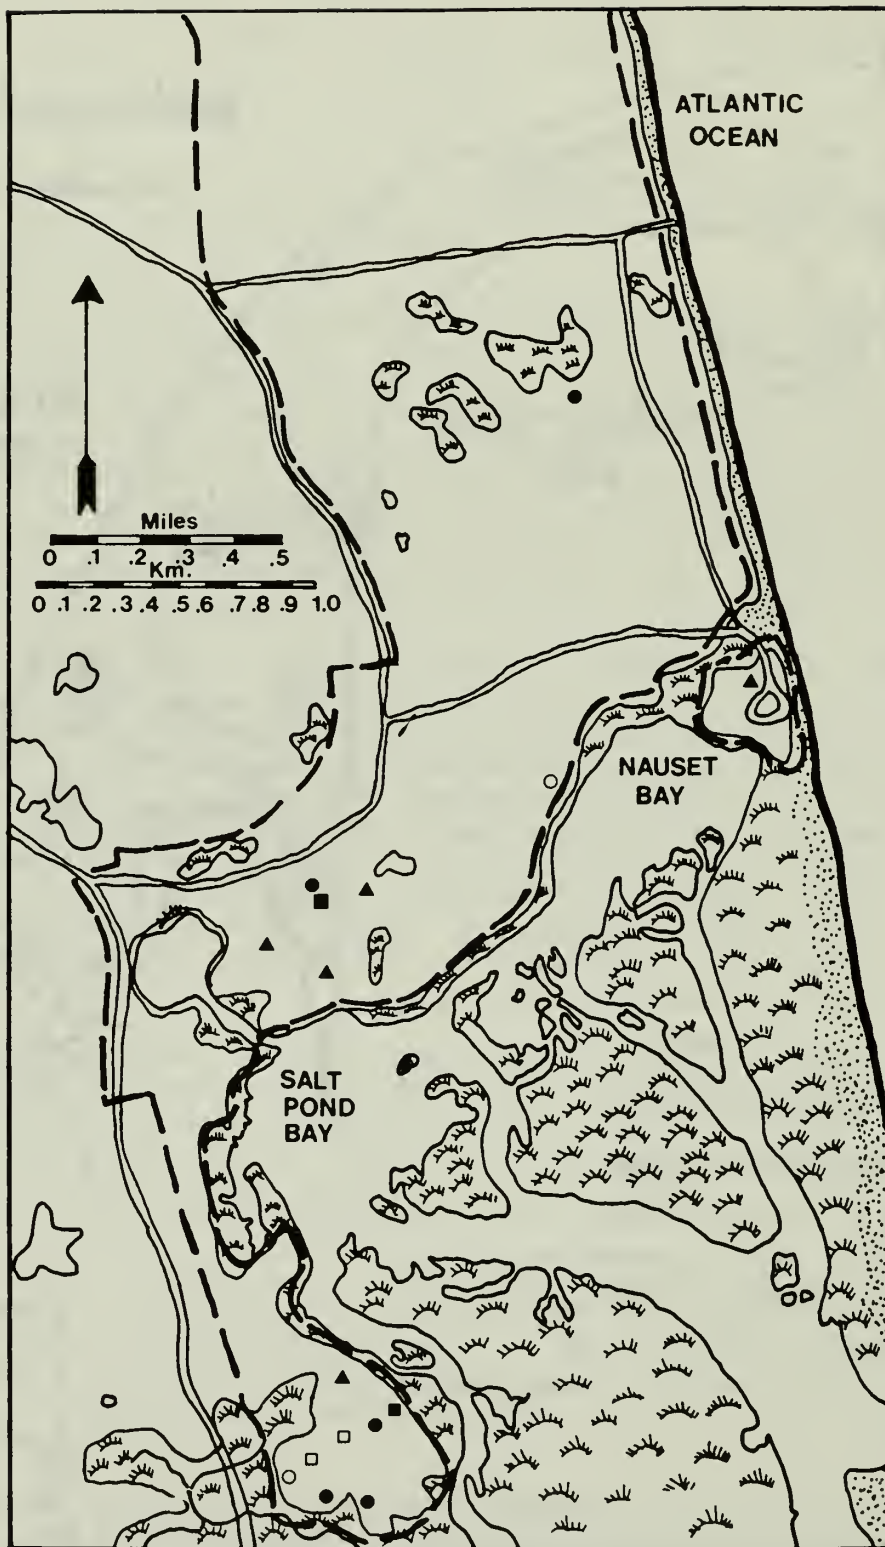 ATLANTIC
OCEAN
Miles
0 .1 .2 .3 .4 .5
Km.
0 .1 .2 .3 .4 .5 .6 .7 .8 .9 1.0
NAUSET
BAY
SALT
POND
BAY